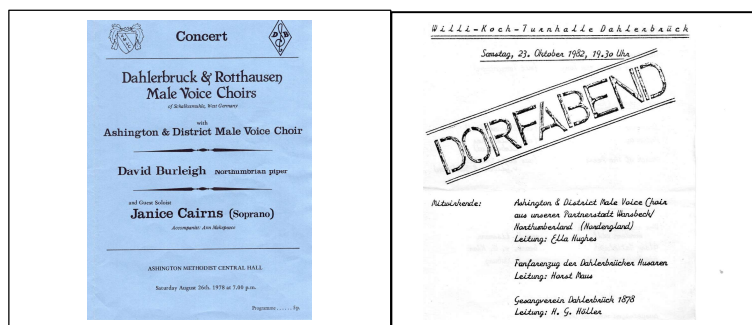 Concert
Dahlerbruck & Rotthausen
Male Voice Choirs
of Schalksmühle, West Germany
with
Ashington & District Male Voice Choir
David Burleigh Northumbrian piper
and Guest Soloist
Janice Cairns (Soprano)
Accompanist: Ann Makepeace
ASHINGTON METHODIST CENTRAL HALL
Saturday August 26th, 1978 at 7.00 p.m.
Programme . . . . . . 8p.
Willi-Koch-Turnhalle Dahlerbrück
Samstag, 23. Oktober 1982, 19.30 Uhr
DORFABEND
Mitwirkende:
Ashington & District Male Voice Choir
aus unserer Partnerstadt Wansbeck/
Northumberland (Nordengland)
Leitung: Ella Hughes
Fanfarenzug der Dahlerbrücker Husaren
Leitung: Horst Maus
Gesangverein Dahlerbrück 1878
Leitung: H. G. Höller